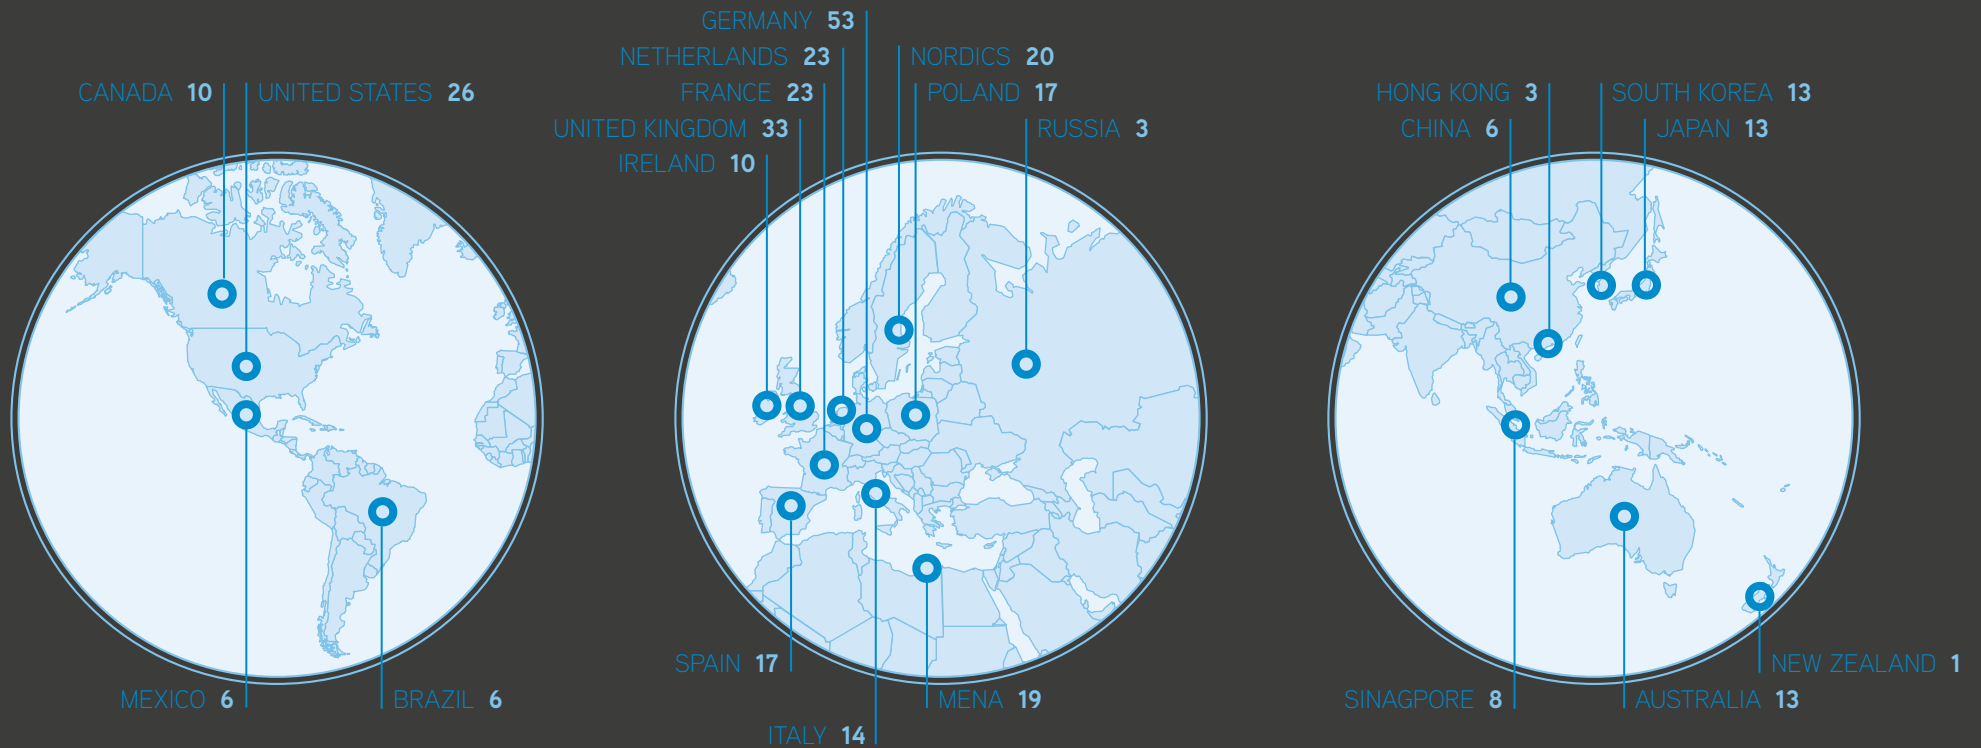 CANADA 10
UNITED STATES 26
MEXICO 6
BRAZIL 6
GERMANY 53
NETHERLANDS 23
FRANCE 23
UNITED KINGDOM 33
IRELAND 10
NORDICS 20
POLAND 17
RUSSIA 3
SPAIN 17
MENA 19
ITALY 14
HONG KONG 3
CHINA 6
SOUTH KOREA 13
JAPAN 13
NEW ZEALAND 1
SINAGPORE 8
AUSTRALIA 13